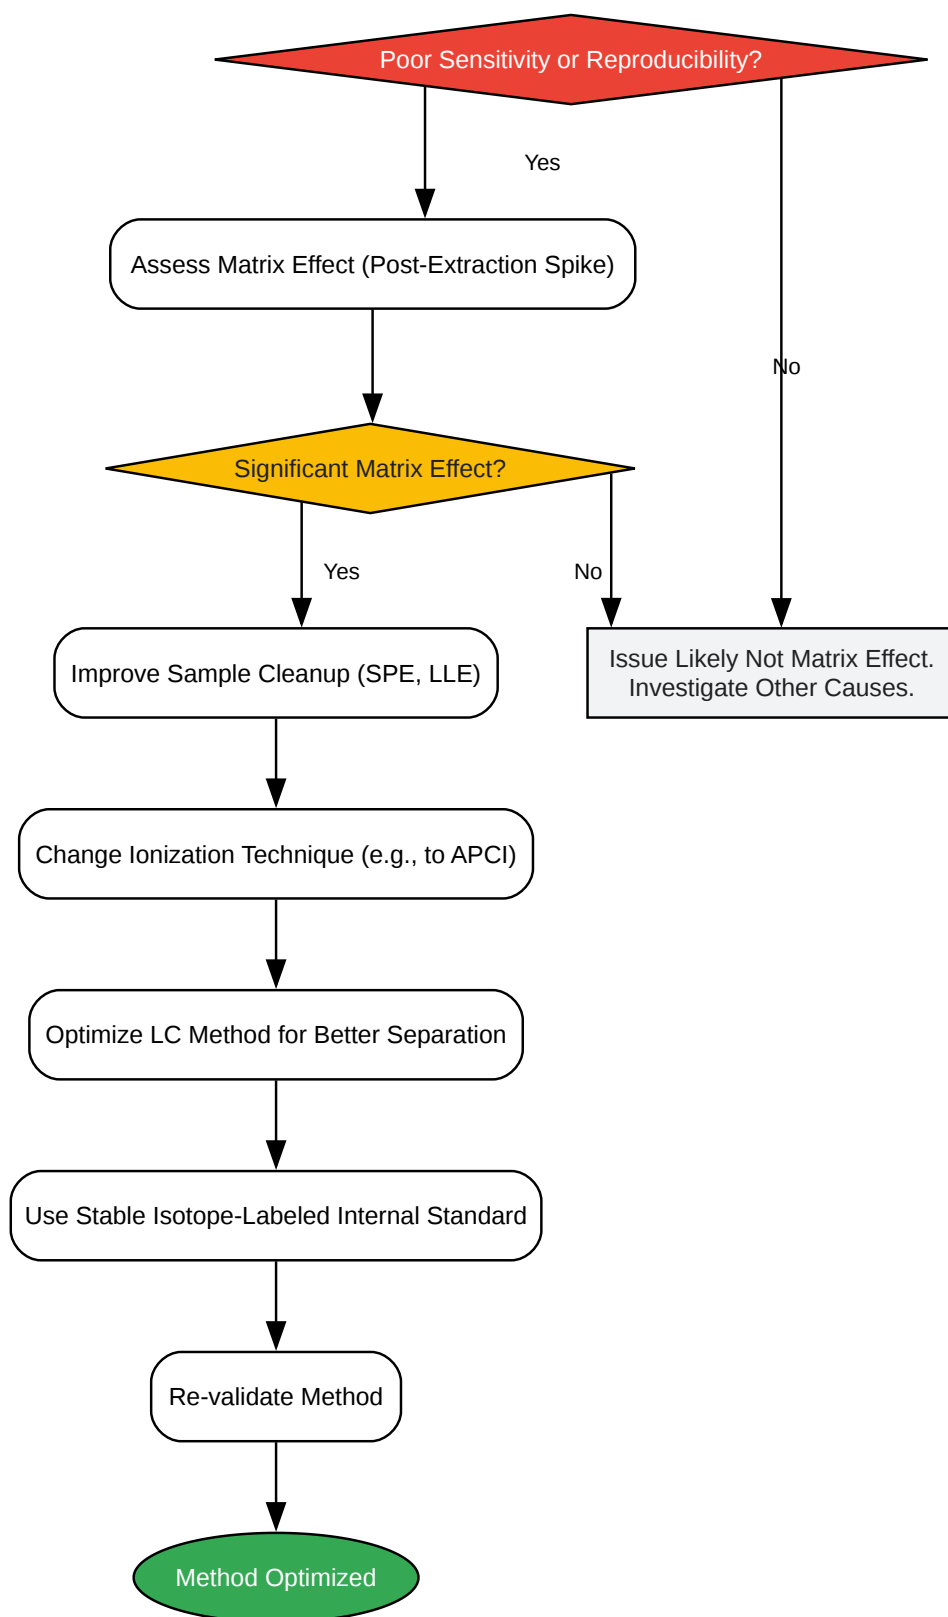 Poor Sensitivity or Reproducibility?
Yes
Assess Matrix Effect (Post-Extraction Spike)
No
Significant Matrix Effect?
Yes
No
Improve Sample Cleanup (SPE, LLE)
Issue Likely Not Matrix Effect.
Investigate Other Causes.
Change Ionization Technique (e.g., to APCI)
Optimize LC Method for Better Separation
Use Stable Isotope-Labeled Internal Standard
Re-validate Method
Method Optimized